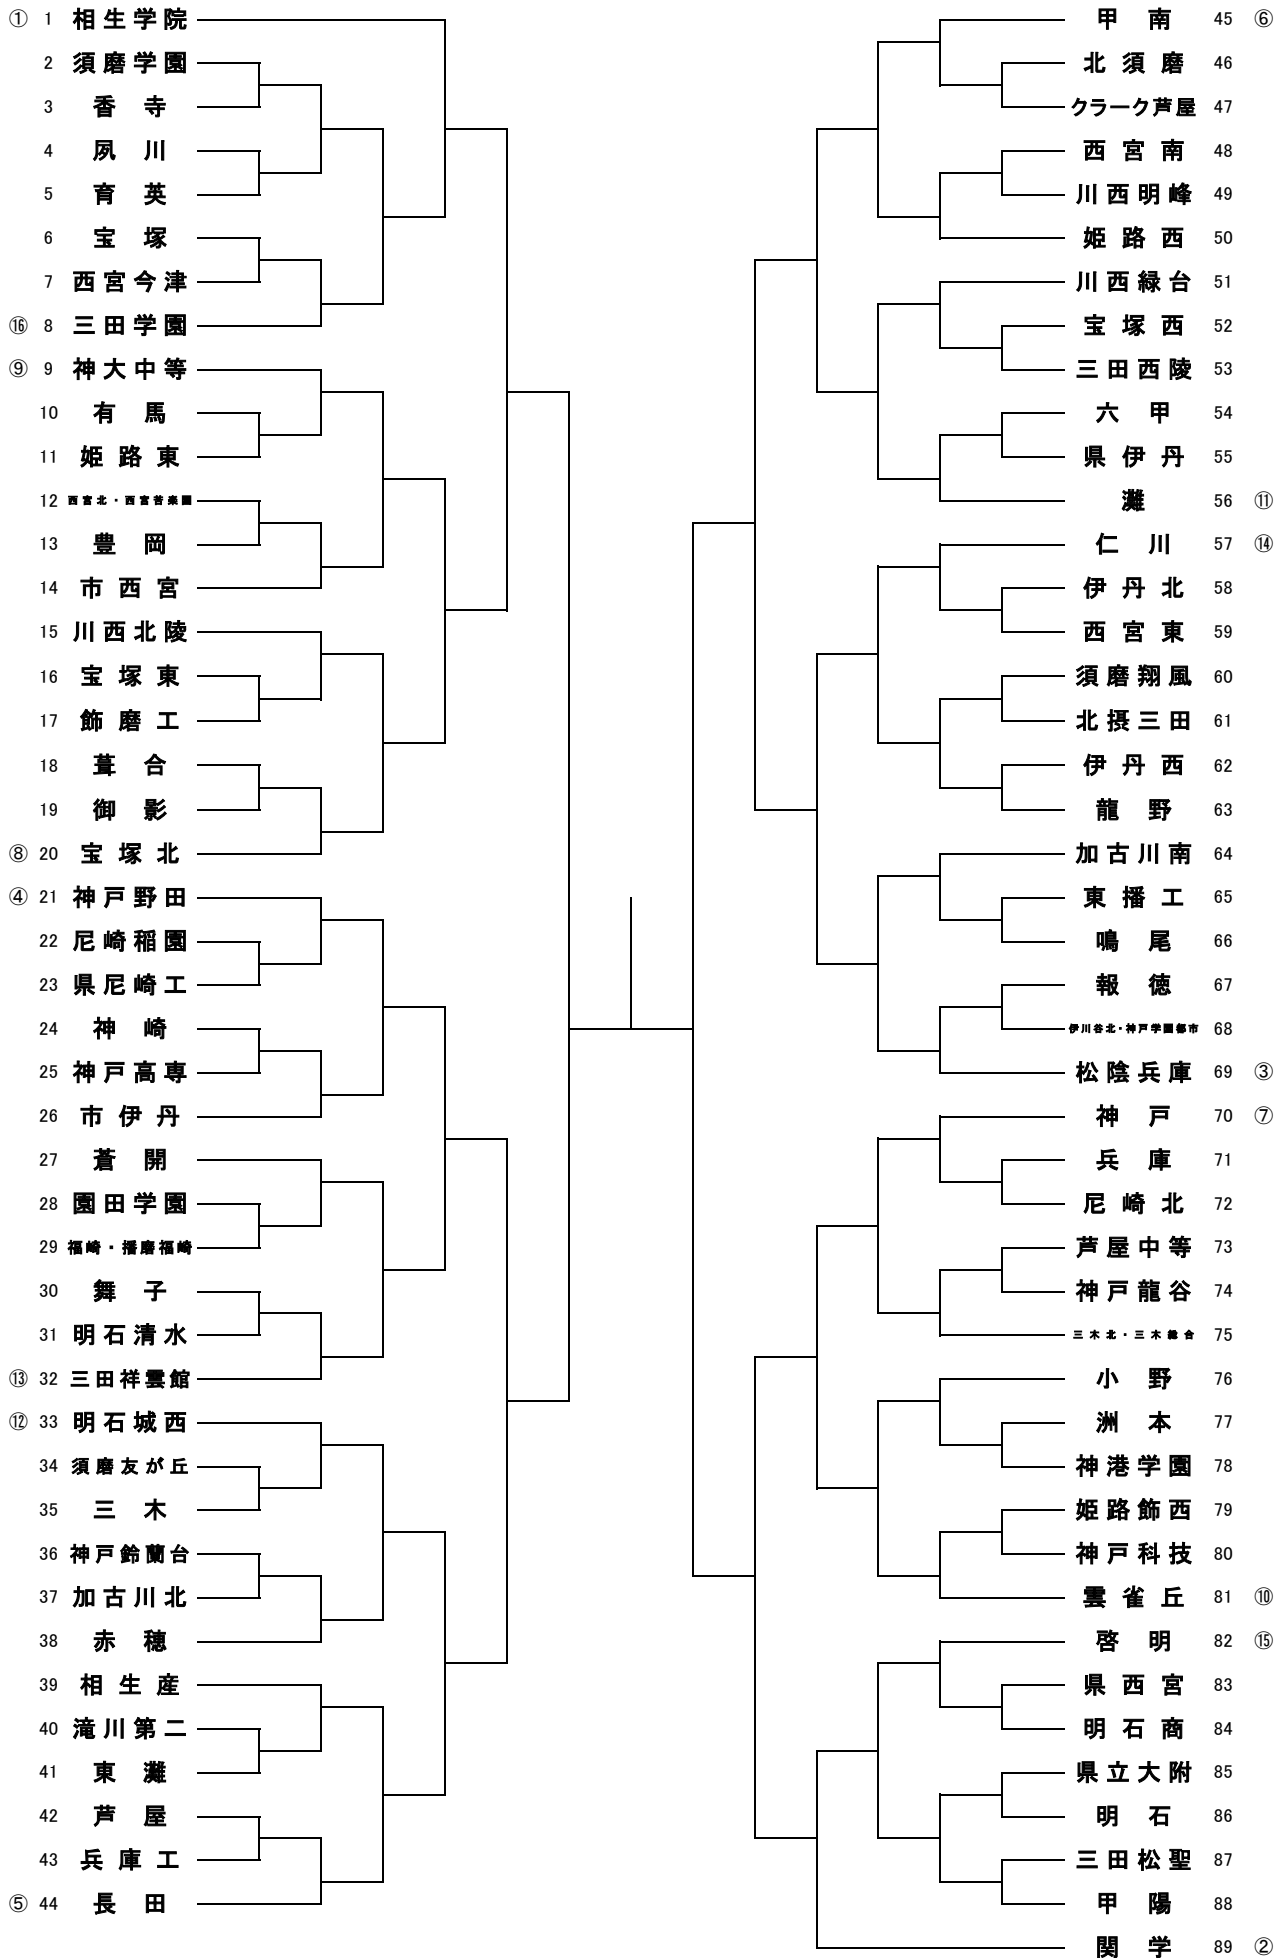 ① 1 相生学院
2 須磨学園
3 香寺
4 夙川
5 育英
6 宝塚
7 西宮今津
⑯ 8 三田学園
⑨ 9 神大中等
10 有馬
11 姫路東
12 西宮北・西宮苦楽園
13 豊岡
14 市西宮
15 川西北陵
16 宝塚東
17 飾磨工
18 葺合
19 御影
⑧ 20 宝塚北
④ 21 神戸野田
22 尼崎稲園
23 県尼崎工
24 神崎
25 神戸高専
26 市伊丹
27 蒼開
28 園田学園
29 福崎・播磨福崎
30 舞子
31 明石清水
⑬ 32 三田祥雲館
⑫ 33 明石城西
34 須磨友が丘
35 三木
36 神戸鈴蘭台
37 加古川北
38 赤穂
39 相生産
40 滝川第二
41 東灘
42 芦屋
43 兵庫工
⑤ 44 長田
甲南 45 ⑥
北須磨 46
クラーク芦屋 47
西宮南 48
川西明峰 49
姫路西 50
川西緑台 51
宝塚西 52
三田西陵 53
六甲 54
県伊丹 55
灘 56 ⑪
仁川 57 ⑭
伊丹北 58
西宮東 59
須磨翔風 60
北摂三田 61
伊丹西 62
龍野 63
加古川南 64
東播工 65
鳴尾 66
報徳 67
伊川谷北・神戸学園都市 68
松陰兵庫 69 ③
神戸 70 ⑦
兵庫 71
尼崎北 72
芦屋中等 73
神戸龍谷 74
三木北・三木総合 75
小野 76
洲本 77
神港学園 78
姫路飾西 79
神戸科技 80
雲雀丘 81 ⑩
啓明 82 ⑮
県西宮 83
明石商 84
県立大附 85
明石 86
三田松聖 87
甲陽 88
関学 89 ②